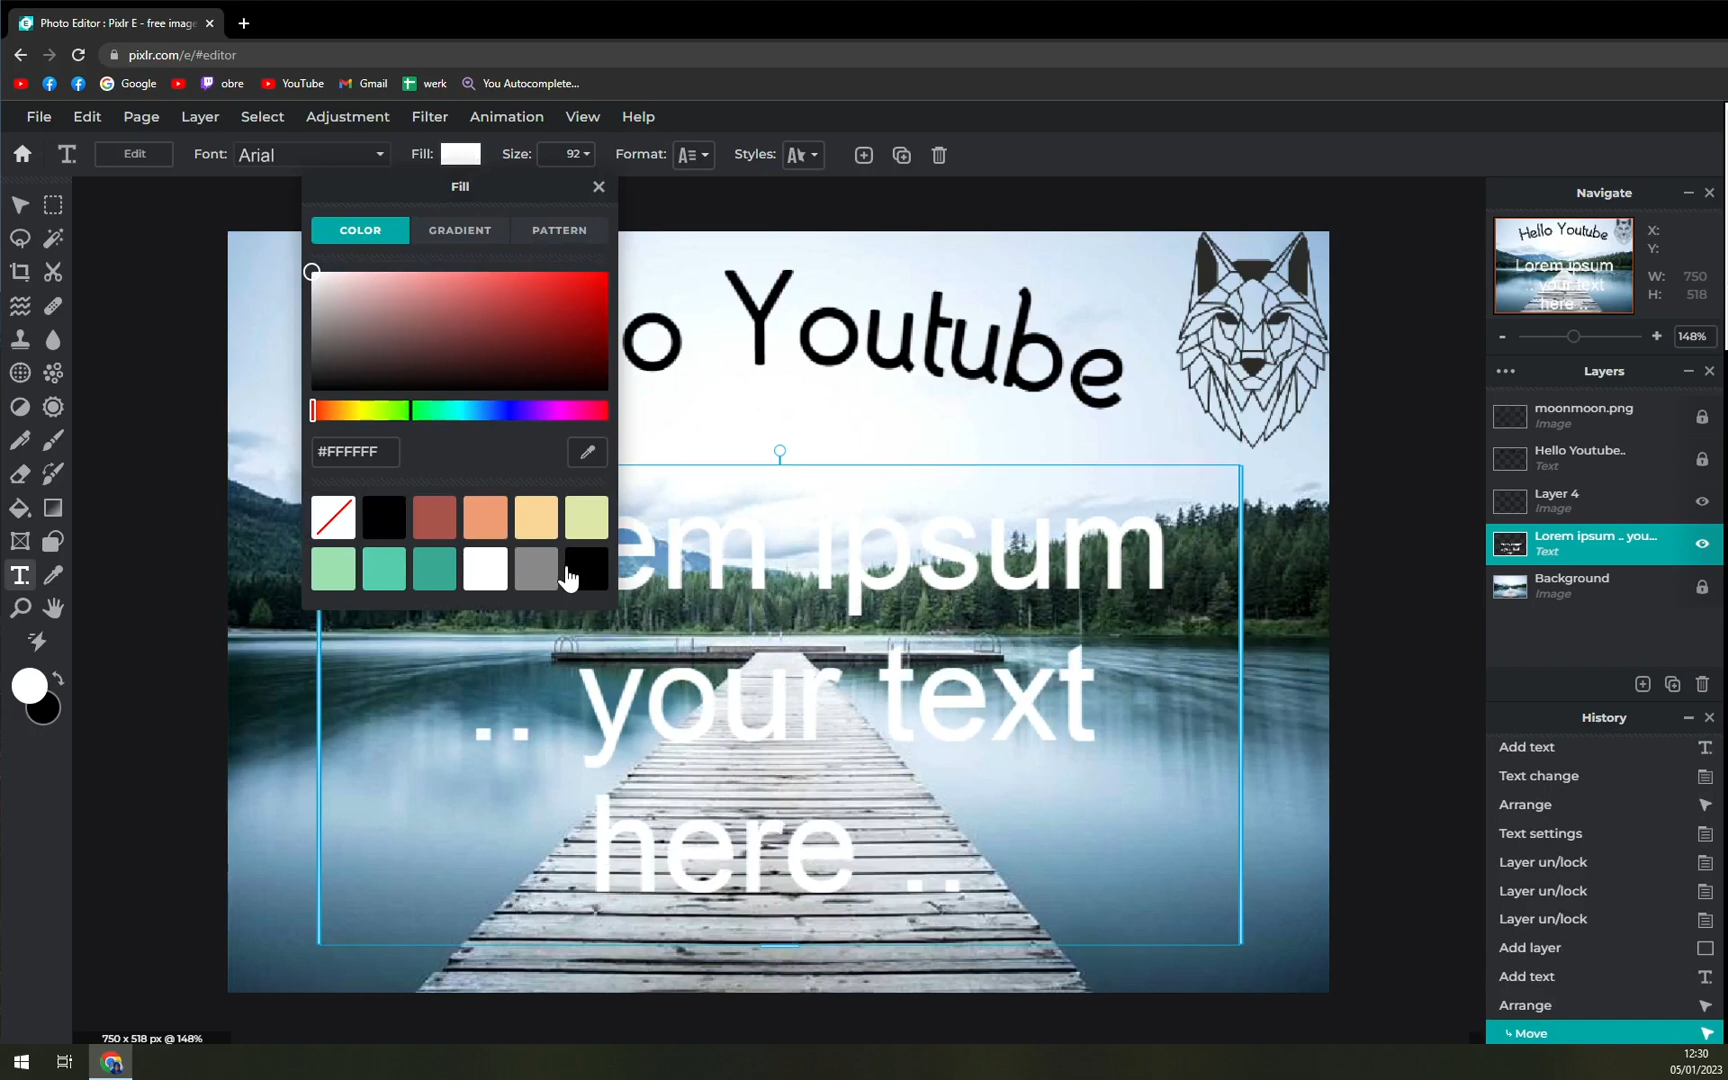 Photo Editor : Pixlr E - free imag
pixlr.com/e/#editor
Google
obre
YouTube
Gmail
werk
You Autocomplete...
File Edit Page Layer Select Adjustment Filter Animation View Help
Edit Font: Arial Fill: Size: 92 Format: Styles:
Fill
COLOR GRADIENT PATTERN
#FFFFFF
o Youtube
em ipsum
.. your text
here ..
750 x 518 px @ 148%
Navigate
Hello Youtube
Lorem ipsum
.. your text
here ..
X:
Y:
W: 750
H: 518
148%
Layers
moonmoon.png
Image
Hello Youtube..
Text
Layer 4
Image
Lorem ipsum .. you...
Text
Background
Image
History
Add text
Text change
Arrange
Text settings
Layer un/lock
Layer un/lock
Layer un/lock
Add layer
Add text
Arrange
Move
12:30
05/01/2023